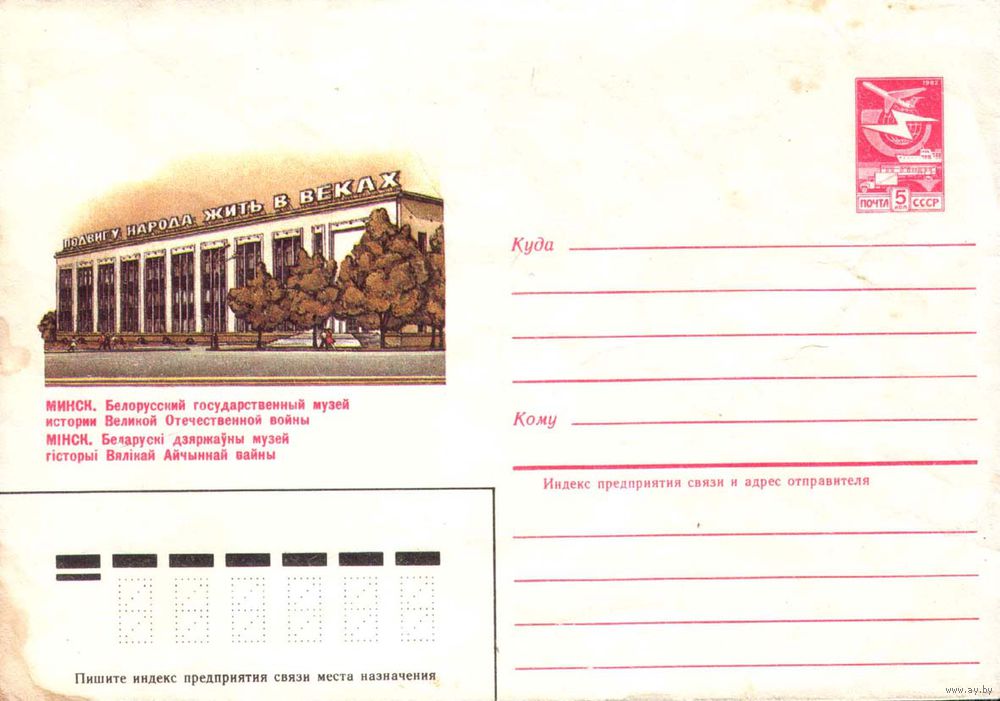 1982
ПОЧТА 5 КОП СССР
ПОДВИГУ НАРОДА ЖИТЬ В ВЕКАХ
Куда
МИНСК. Белорусский государственный музей
истории Великой Отечественной войны
МІНСК. Беларускі дзяржаўны музей
гісторыі Вялікай Айчыннай вайны
Кому
Индекс предприятия связи и адрес отправителя
Пишите индекс предприятия связи места назначения
www.ay.by